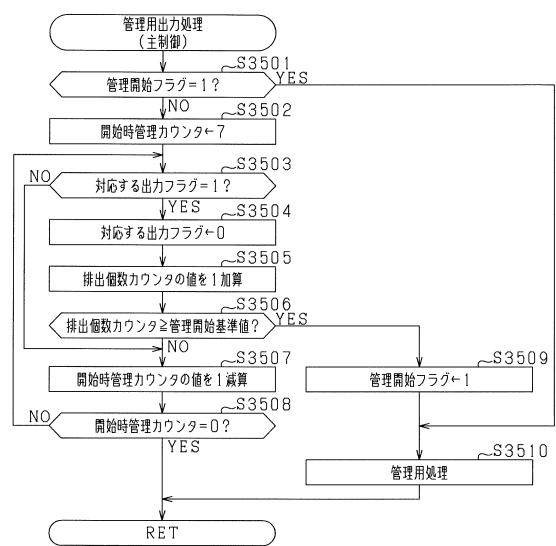 管理用出力処理
(主制御)
S3501
管理開始フラグ=1?
YES
NO
S3502
開始時管理カウンタ←7
S3503
NO
対応する出力フラグ=1?
YES
S3504
対応する出力フラグ←0
S3505
排出個数カウンタの値を1加算
S3506
排出個数カウンタ≧管理開始基準値?
YES
NO
S3507
開始時管理カウンタの値を1減算
S3509
管理開始フラグ←1
S3508
NO
開始時管理カウンタ=0?
YES
S3510
管理用処理
RET